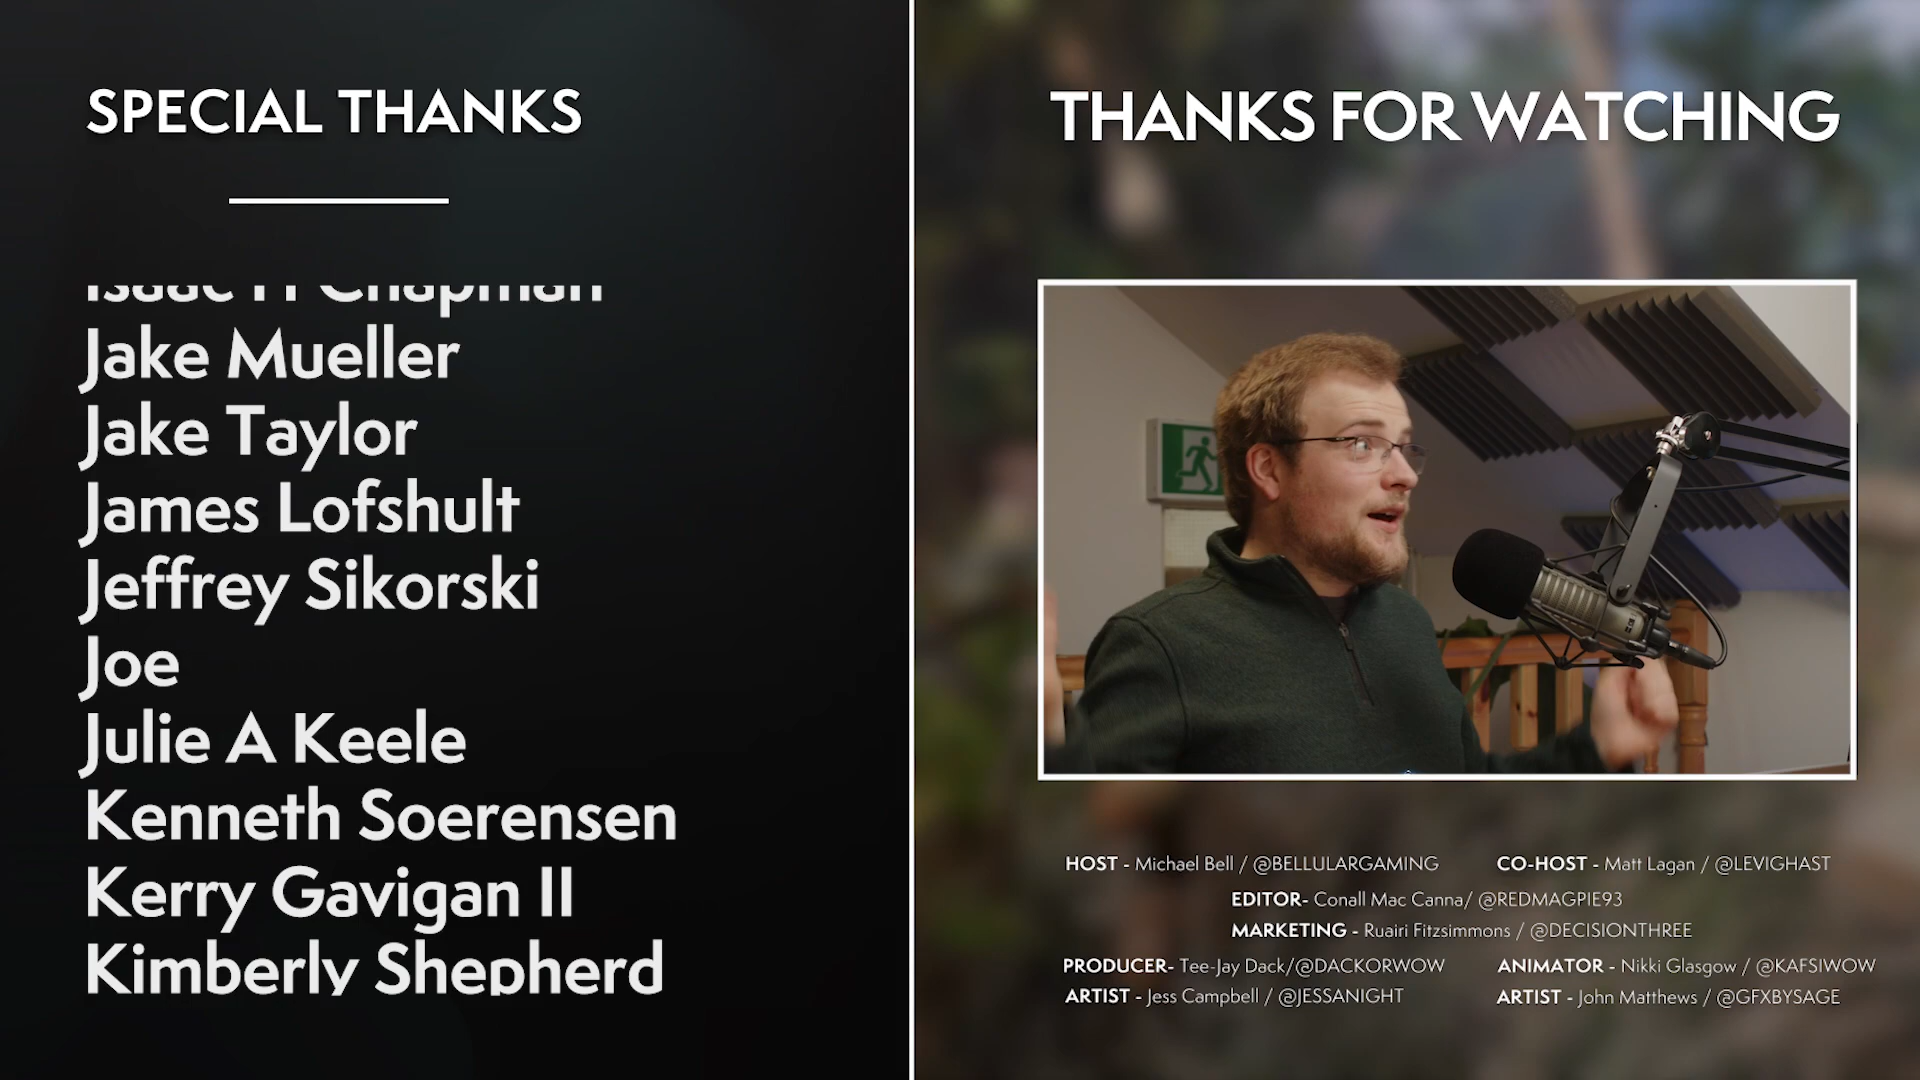 SPECIAL THANKS
Isaac H Chapman
Jake Mueller
Jake Taylor
James Lofshult
Jeffrey Sikorski
Joe
Julie A Keele
Kenneth Soerensen
Kerry Gavigan II
Kimberly Shepherd
THANKS FOR WATCHING
HOST - Michael Bell / @BELLULARGAMING
CO-HOST - Matt Lagan / @LEVIGHAST
EDITOR- Conall Mac Canna/ @REDMAGPIE93
MARKETING - Ruairi Fitzsimmons / @DECISIONTHREE
PRODUCER- Tee-Jay Dack/@DACKORWOW
ANIMATOR - Nikki Glasgow / @KAFSIWOW
ARTIST - Jess Campbell / @JESSANIGHT
ARTIST - John Matthews / @GFXBYSAGE